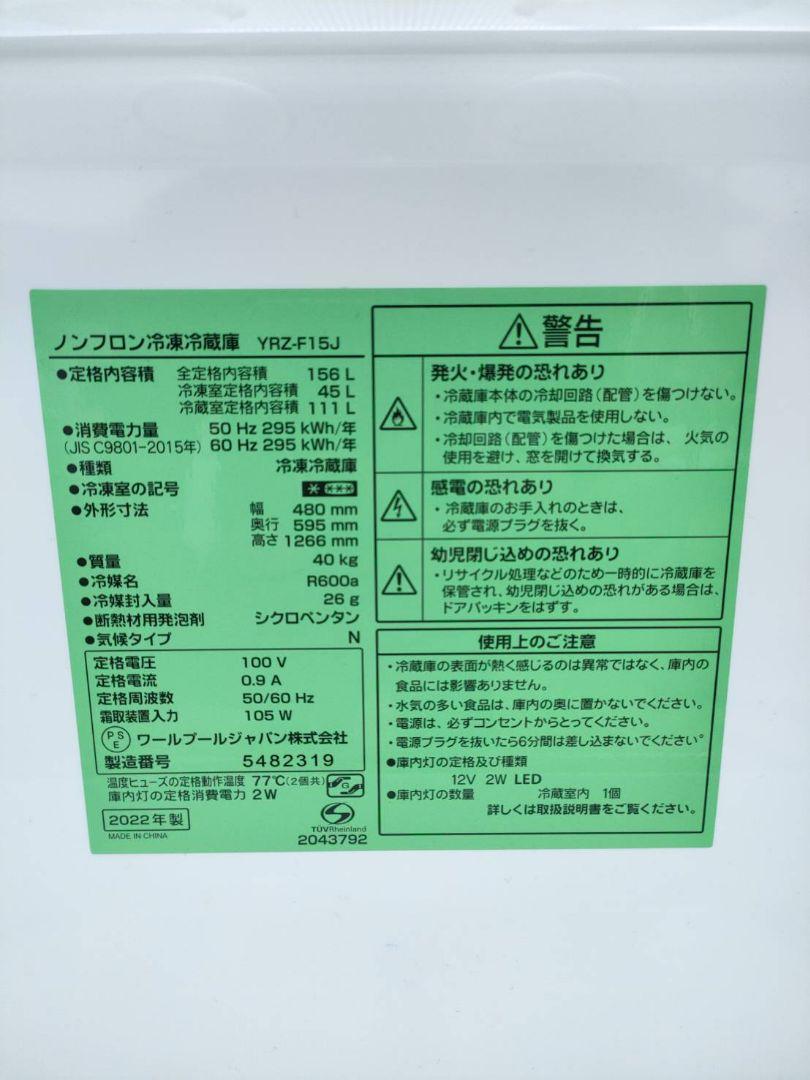 ノンフロン冷凍冷蔵庫 YRZ-F15J
●定格内容積 全定格内容積 156 L
冷凍室定格内容積 45 L
冷蔵室定格内容積 111 L
●消費電力量 50 Hz 295 kWh/年
(JIS C9801-2015年) 60 Hz 295 kWh/年
●種類 冷凍冷蔵庫
●冷凍室の記号
●外形寸法 幅 480 mm
奥行 595 mm
高さ 1266 mm
●質量 40 kg
●冷媒名 R600a
●冷媒封入量 26 g
●断熱材用発泡剤 シクロペンタン
●気候タイプ N
定格電圧 100 V
定格電流 0.9 A
定格周波数 50/60 Hz
霜取装置入力 105 W
PSE ワールプールジャパン株式会社
製造番号 5482319
温度ヒューズの定格動作温度 77℃(2個共)
庫内灯の定格消費電力 2W
G
2022年製
MADE IN CHINA
TÜVRheinland
2043792
警告
発火・爆発の恐れあり
・冷蔵庫本体の冷却回路(配管)を傷つけない。
・冷蔵庫内で電気製品を使用しない。
・冷却回路(配管)を傷つけた場合は、火気の
使用を避け、窓を開けて換気する。
感電の恐れあり
・冷蔵庫のお手入れのときは、
必ず電源プラグを抜く。
幼児閉じ込めの恐れあり
・リサイクル処理などのため一時的に冷蔵庫を
保管され、幼児閉じ込めの恐れがある場合は、
ドアパッキンをはずす。
使用上のご注意
・冷蔵庫の表面が熱く感じるのは異常ではなく、庫内の
食品には影響ありません。
・水気の多い食品は、庫内の奥に置かないでください。
・電源は、必ずコンセントからとってください。
・電源プラグを抜いたら6分間は差し込まないでください。
●庫内灯の定格及び種類
12V 2W LED
●庫内灯の数量 冷蔵室内 1個
詳しくは取扱説明書をご覧ください。